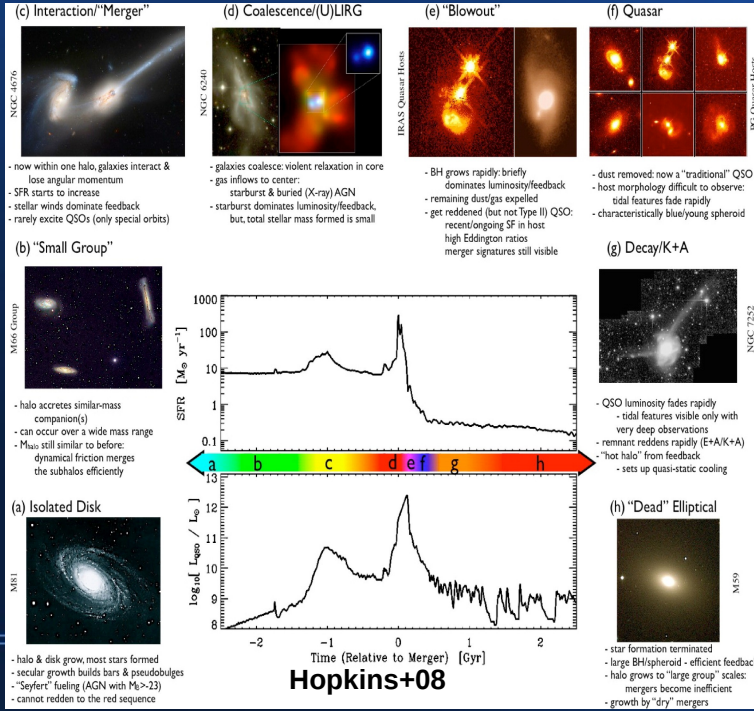 (c) Interaction/“Merger”
NGC 4676
- now within one halo, galaxies interact &
lose angular momentum
- SFR starts to increase
- stellar winds dominate feedback
- rarely excite QSOs (only special orbits)
(d) Coalescence/(U)LIRG
NGC 6240
- galaxies coalesce: violent relaxation in core
- gas inflows to center:
starburst & buried (X-ray) AGN
- starburst dominates luminosity/feedback,
but, total stellar mass formed is small
(e) “Blowout”
IRAS Quasar Hosts
- BH grows rapidly: briefly
dominates luminosity/feedback
- remaining dust/gas expelled
- get reddened (but not Type II) QSO:
recent/ongoing SF in host
high Eddington ratios
merger signatures still visible
(f) Quasar
PG Quasar Hosts
- dust removed: now a “traditional” QSO
- host morphology difficult to observe:
tidal features fade rapidly
- characteristically blue/young spheroid
(b) “Small Group”
M66 Group
- halo accretes similar-mass
companion(s)
- can occur over a wide mass range
- Mhalo still similar to before:
dynamical friction merges
the subhalos efficiently
(a) Isolated Disk
M81
- halo & disk grow, most stars formed
- secular growth builds bars & pseudobulges
- “Seyfert” fueling (AGN with MB>-23)
- cannot redden to the red sequence
1000
100
10
1
0.1
SFR [M⊙ yr⁻¹]
a b c d e f g h
13
12
11
10
9
8
log₁₀[ LQSO / L⊙ ]
-2 -1 0 1 2
Time (Relative to Merger) [Gyr]
Hopkins+08
(g) Decay/K+A
NGC 7252
- QSO luminosity fades rapidly
- tidal features visible only with
very deep observations
- remnant reddens rapidly (E+A/K+A)
- “hot halo” from feedback
- sets up quasi-static cooling
(h) “Dead” Elliptical
M59
- star formation terminated
- large BH/spheroid - efficient feedbac
- halo grows to “large group” scales:
mergers become inefficient
- growth by “dry” mergers